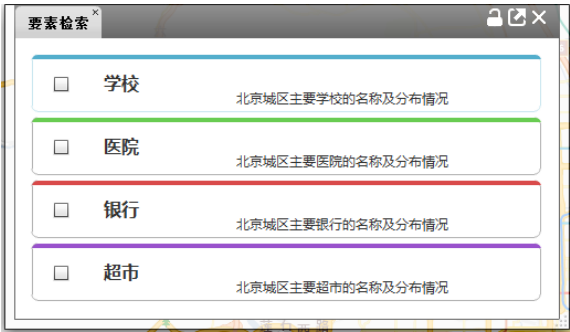 要素检索
学校
北京城区主要学校的名称及分布情况
医院
北京城区主要医院的名称及分布情况
银行
北京城区主要银行的名称及分布情况
超市
北京城区主要超市的名称及分布情况